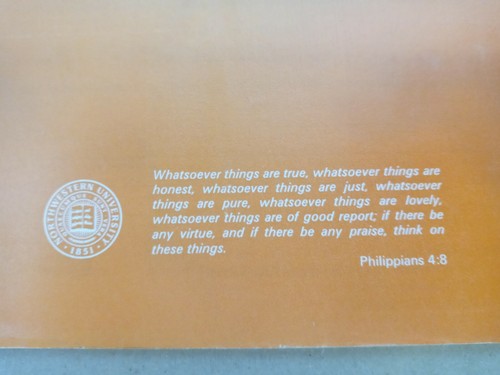 Whatsoever things are true, whatsoever things are
honest, whatsoever things are just, whatsoever
things are pure, whatsoever things are lovely,
whatsoever things are of good report; if there be
any virtue, and if there be any praise, think on
these things.
Philippians 4:8
NORTHWESTERN UNIVERSITY
• 1851 •